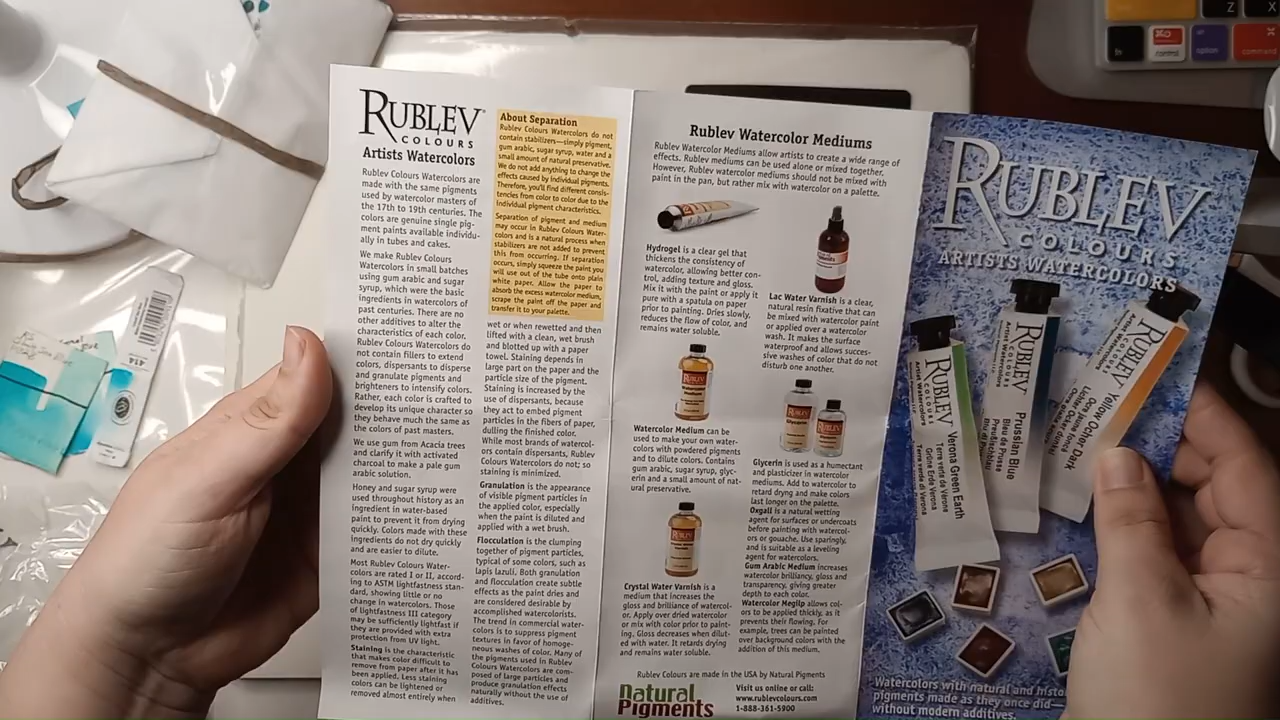 RUBLEV
COLOURS
Artists Watercolors
Rublev Colours Watercolors are
made with the same pigments
used by watercolor masters of
the 17th to 19th centuries. The
colors are genuine single pig-
ment paints available individu-
ally in tubes and cakes.
We make Rublev Colours
Watercolors in small batches
using gum arabic and sugar
syrup, which were the basic
ingredients in watercolors of
past centuries. There are no
other additives to alter the
characteristics of each color.
Rublev Colours Watercolors do
not contain fillers to extend
colors, dispersants to disperse
and granulate pigments and
brighteners to intensify colors.
Rather, each color is crafted to
develop its unique character so
they behave much the same as
the colors of past masters.
We use gum from Acacia trees
and clarify it with activated
charcoal to make a pale gum
arabic solution.
Honey and sugar syrup were
used throughout history as an
ingredient in water-based
paint to prevent it from drying
quickly. Colors made with these
ingredients do not dry quickly
and are easier to dilute.
Most Rublev Colours Water-
colors are rated I or II, accord-
ing to ASTM lightfastness stan-
dard, showing little or no
change in watercolors. Those
of lightfastness III category
may be sufficiently lightfast if
they are provided with extra
protection from UV light.
Staining is the characteristic
that makes color difficult to
remove from paper after it has
been applied. Less staining
colors can be lightened or
removed almost entirely when
About Separation
Rublev Colours Watercolors do not
contain stabilizers—simply pigment,
gum arabic, sugar syrup, water and a
small amount of natural preservative.
We do not add anything to change the
effects caused by individual pigments.
Therefore, you'll find different consis-
tencies from color to color due to the
individual pigment characteristics.
Separation of pigment and medium
may occur in Rublev Colours Water-
colors and is a natural process when
stabilizers are not added to prevent
this from occurring. If separation
occurs, simply squeeze the paint you
will use out of the tube onto plain
white paper. Allow the paper to
absorb the excess watercolor medium,
scrape the paint off the paper and
transfer it to your palette.
wet or when rewetted and then
lifted with a clean, wet brush
and blotted up with a paper
towel. Staining depends in
large part on the paper and the
particle size of the pigment.
Staining is increased by the
use of dispersants, because
they act to embed pigment
particles in the fibers of paper,
dulling the finished color.
While most brands of watercol-
ors contain dispersants, Rublev
Colours Watercolors do not; so
staining is minimized.
Granulation is the appearance
of visible pigment particles in
the applied color, especially
when the paint is diluted and
applied with a wet brush.
Flocculation is the clumping
together of pigment particles,
typical of some colors, such as
lapis lazuli. Both granulation
and flocculation create subtle
effects as the paint dries and
are considered desirable by
accomplished watercolorists.
The trend in commercial water-
colors is to suppress pigment
textures in favor of homoge-
neous washes of color. Many of
the pigments used in Rublev
Colours Watercolors are com-
posed of large particles and
produce granulation effects
naturally without the use of
additives.
Rublev Watercolor Mediums
Rublev Watercolor Mediums allow artists to create a wide range of
effects. Rublev mediums can be used alone or mixed together.
However, Rublev watercolor mediums should not be mixed with
paint in the pan, but rather mix with watercolor on a palette.
Hydrogel is a clear gel that
thickens the consistency of
watercolor, allowing better con-
trol, adding texture and gloss.
Mix it with the paint or apply it
pure with a spatula on paper
prior to painting. Dries slowly,
reduces the flow of color, and
remains water soluble.
Watercolor Medium can be
used to make your own water-
colors with powdered pigments
and to dilute colors. Contains
gum arabic, sugar syrup, glyc-
erin and a small amount of nat-
ural preservative.
Crystal Water Varnish is a
medium that increases the
gloss and brilliance of watercol-
or. Apply over dried watercolor
or mix with color prior to paint-
ing. Gloss decreases when dilut-
ed with water. It retards drying
and remains water soluble.
Lac Water Varnish is a clear,
natural resin fixative that can
be mixed with watercolor paint
or applied over a watercolor
wash. It makes the surface
waterproof and allows succes-
sive washes of color that do not
disturb one another.
Glycerin is used as a humectant
and plasticizer in watercolor
mediums. Add to watercolor to
retard drying and make colors
last longer on the palette.
Oxgall is a natural wetting
agent for surfaces or undercoats
before painting with watercol-
ors or gouache. Use sparingly,
and is suitable as a leveling
agent for watercolors.
Gum Arabic Medium increases
watercolor brilliancy, gloss and
transparency, giving greater
depth to each color.
Watercolor Megilp allows col-
ors to be applied thickly, as it
prevents their flowing. For
example, trees can be painted
over background colors with the
addition of this medium.
Rublev Colours are made in the USA by Natural Pigments
Natural
Pigments
Visit us online or call:
www.rublevcolours.com
1-888-361-5900
RUBLEV
COLOURS
ARTISTS WATERCOLORS
RUBLEV
COLOURS
Verona Green Earth
RUBLEV
COLOURS
Prussian Blue
RUBLEV
COLOURS
Yellow Ocher Dark
Watercolors with natural and histo
pigments made as they once did—
without modern additives.
Z
X
control
option
command
RUBLEV
414